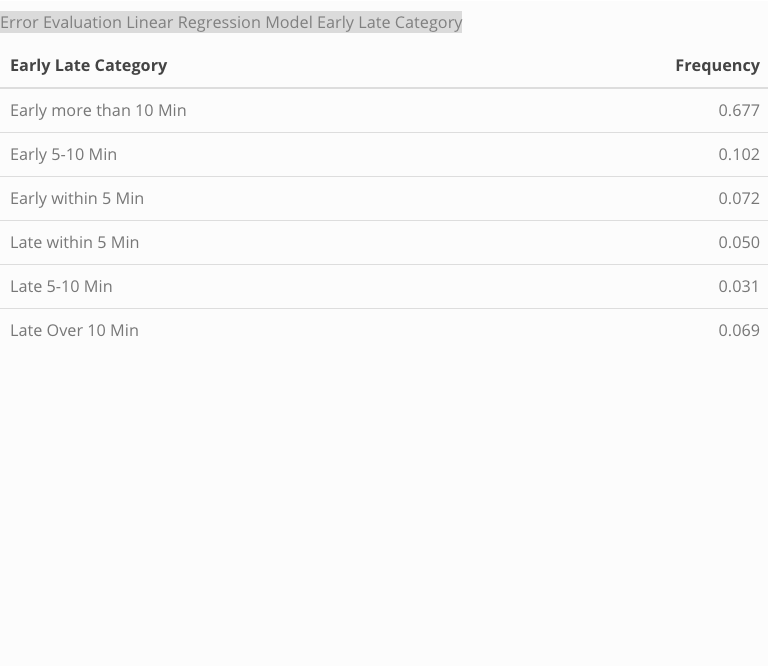 Error Evaluation Linear Regression Model Early Late Category
Early Late Category Frequency
Early more than 10 Min 0.677
Early 5-10 Min 0.102
Early within 5 Min 0.072
Late within 5 Min 0.050
Late 5-10 Min 0.031
Late Over 10 Min 0.069